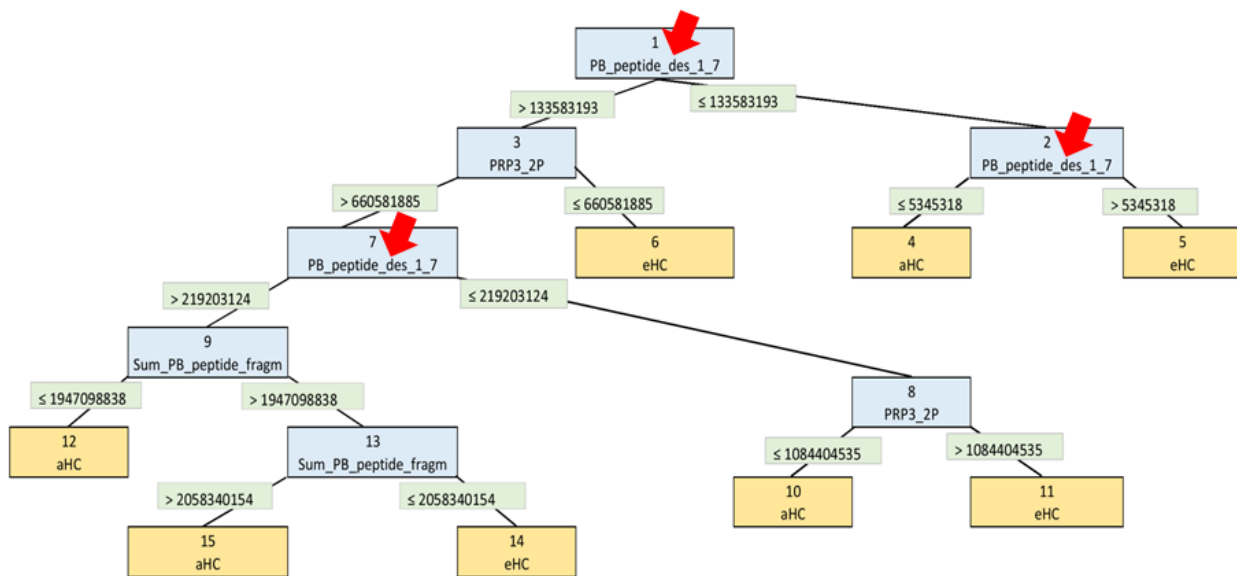 1
PB_peptide_des_1_7
> 133583193
≤ 133583193
3
PRP3_2P
2
PB_peptide_des_1_7
> 660581885
≤ 660581885
≤ 5345318
> 5345318
7
PB_peptide_des_1_7
6
eHC
4
aHC
5
eHC
> 219203124
≤ 219203124
9
Sum_PB_peptide_fragm
8
PRP3_2P
≤ 1947098838
> 1947098838
≤ 1084404535
> 1084404535
12
aHC
13
Sum_PB_peptide_fragm
10
aHC
11
eHC
> 2058340154
≤ 2058340154
15
aHC
14
eHC